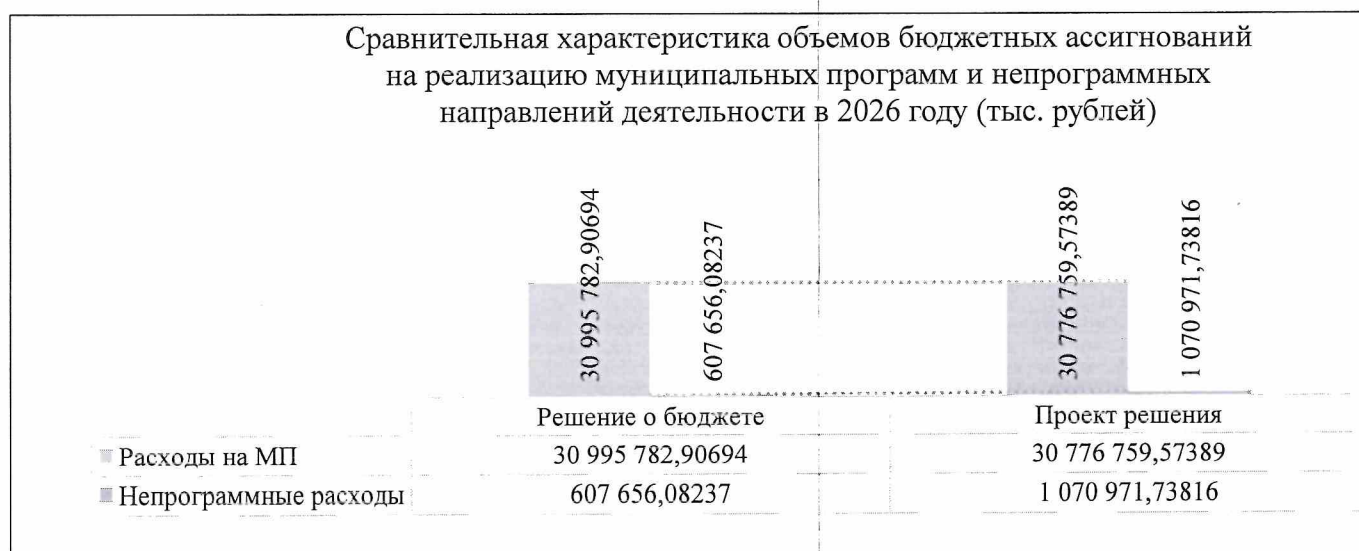 Сравнительная характеристика объемов бюджетных ассигнований
на реализацию муниципальных программ и непрограммных
направлений деятельности в 2026 году (тыс. рублей)
30 995 782,90694
607 656,08237
30 776 759,57389
1 070 971,73816
Решение о бюджете Проект решения
Расходы на МП 30 995 782,90694 30 776 759,57389
Непрограммные расходы 607 656,08237 1 070 971,73816